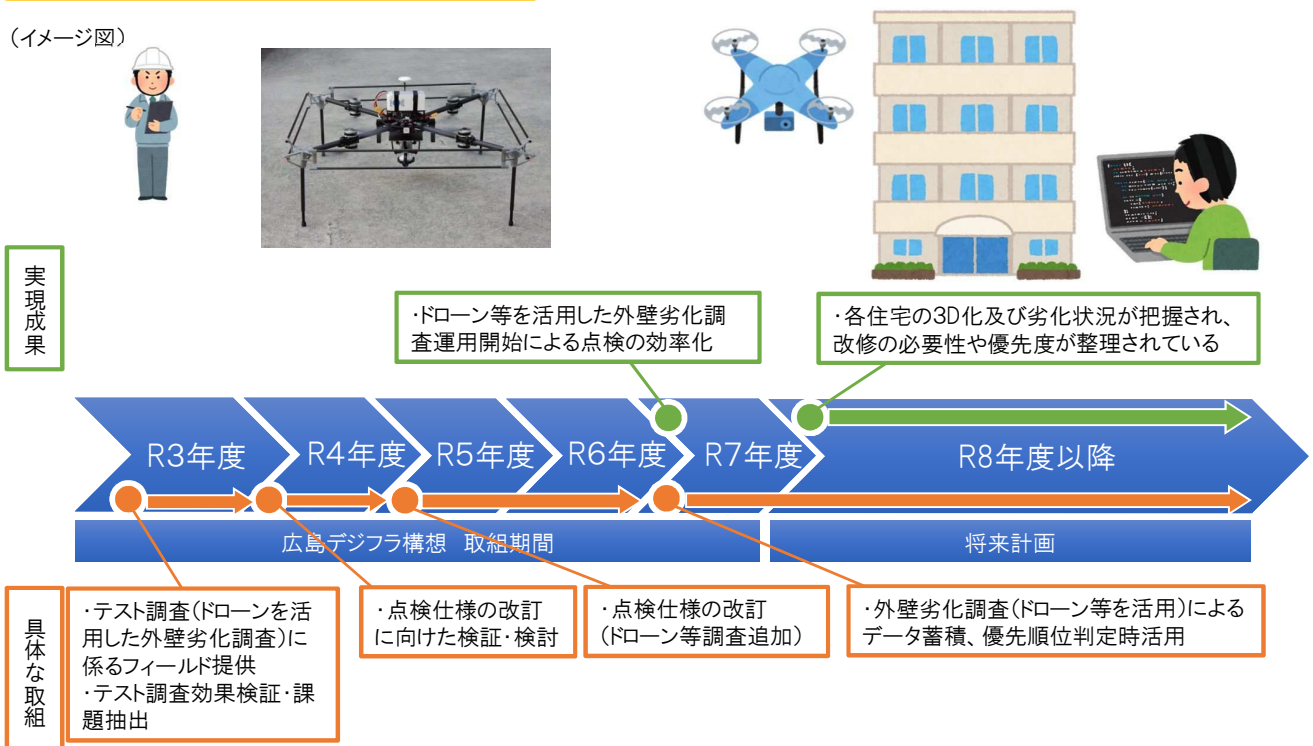 （イメージ図）
実現成果
・ドローン等を活用した外壁劣化調
査運用開始による点検の効率化
・各住宅の3D化及び劣化状況が把握され、
改修の必要性や優先度が整理されている
R3年度
R4年度
R5年度
R6年度
R7年度
R8年度以降
広島デジフラ構想　取組期間
将来計画
具体な取組
・テスト調査(ドローンを活
用した外壁劣化調査)に
係るフィールド提供
・テスト調査効果検証・課
題抽出
・点検仕様の改訂
に向けた検証・検討
・点検仕様の改訂
(ドローン等調査追加)
・外壁劣化調査(ドローン等を活用)による
データ蓄積、優先順位判定時活用